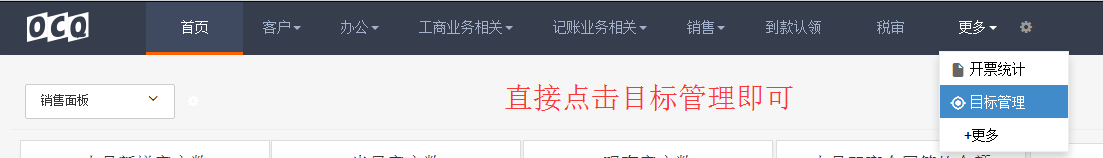 OCQ 首页 客户 办公 工商业务相关 记账业务相关 销售 到款认领 税审 更多
开票统计
销售面板
直接点击目标管理即可
目标管理
+更多